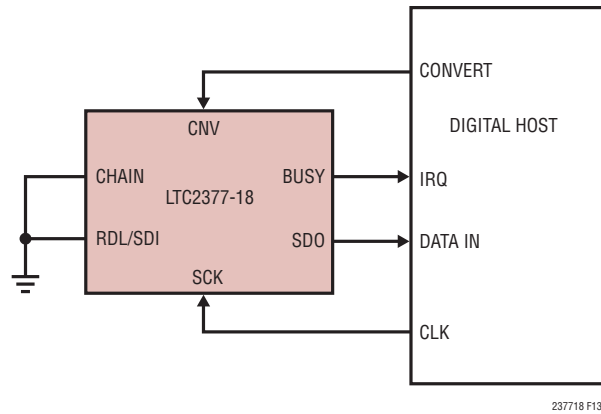 CONVERT
CNV
DIGITAL HOST
CHAIN
BUSY
IRQ
LTC2377-18
RDL/SDI
SDO
DATA IN
SCK
CLK
237718 F13